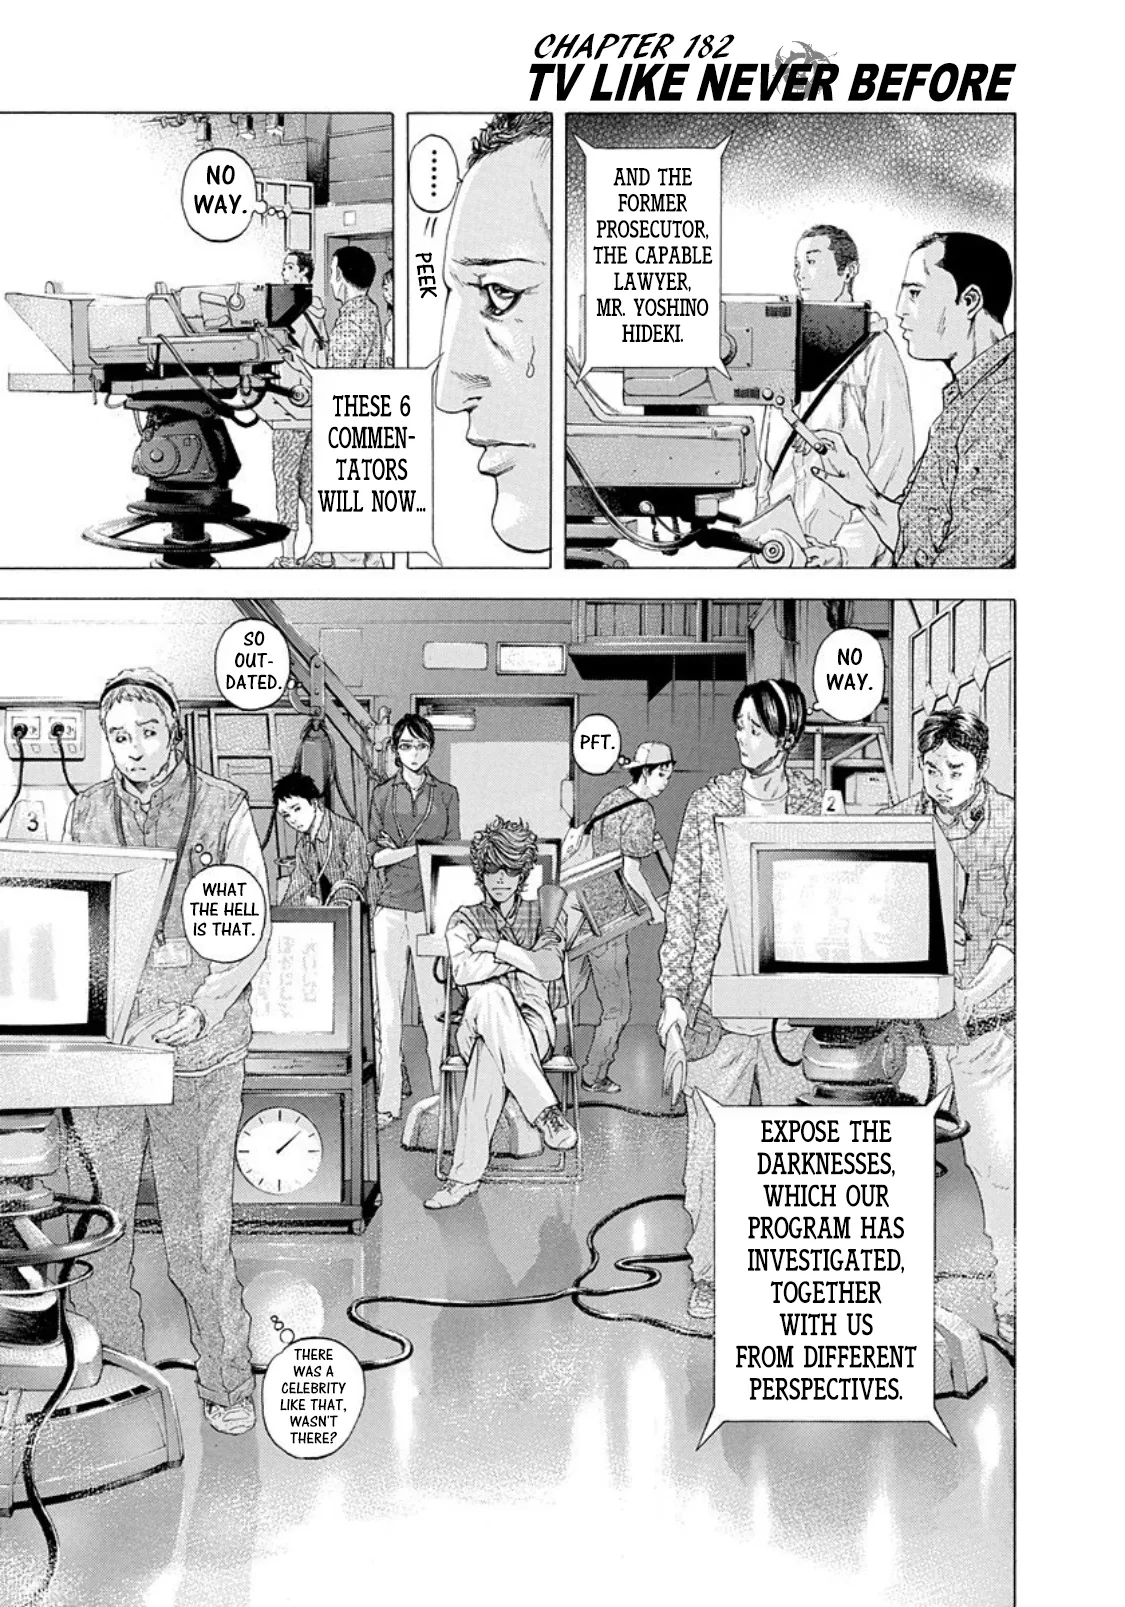 CHAPTER 182
TV LIKE NEVER BEFORE
AND THE
FORMER
PROSECUTOR,
THE CAPABLE
LAWYER,
MR. YOSHINO
HIDEKI.
......
PEEK
THESE 6
COMMEN-
TATORS
WILL NOW...
NO
WAY.
NO
WAY.
PFT.
SO
OUT-
DATED.
2
3
WHAT
THE HELL
IS THAT.
EXPOSE THE
DARKNESSES,
WHICH OUR
PROGRAM HAS
INVESTIGATED,
TOGETHER
WITH US
FROM DIFFERENT
PERSPECTIVES.
THERE
WAS A
CELEBRITY
LIKE THAT,
WASN'T
THERE?